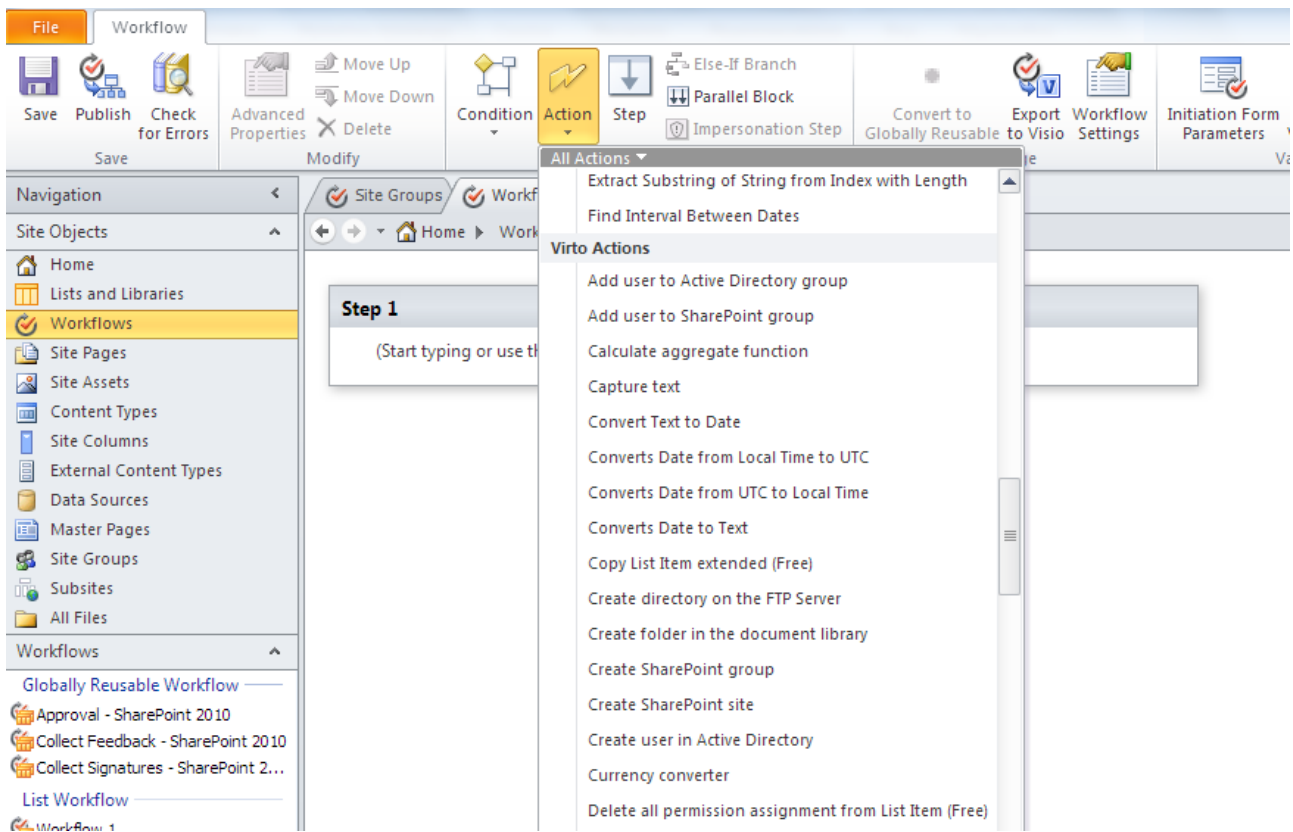 File
Workflow
Save
Publish
Check for Errors
Save
Advanced Properties
Move Up
Move Down
Delete
Modify
Condition
Action
Step
Else-If Branch
Parallel Block
Impersonation Step
Convert to Globally Reusable
Export to Visio
Workflow Settings
Initiation Form Parameters
All Actions
Extract Substring of String from Index with Length
Find Interval Between Dates
Virto Actions
Add user to Active Directory group
Add user to SharePoint group
Calculate aggregate function
Capture text
Convert Text to Date
Converts Date from Local Time to UTC
Converts Date from UTC to Local Time
Converts Date to Text
Copy List Item extended (Free)
Create directory on the FTP Server
Create folder in the document library
Create SharePoint group
Create SharePoint site
Create user in Active Directory
Currency converter
Delete all permission assignment from List Item (Free)
Navigation
Site Objects
Home
Lists and Libraries
Workflows
Site Pages
Site Assets
Content Types
Site Columns
External Content Types
Data Sources
Master Pages
Site Groups
Subsites
All Files
Workflows
Globally Reusable Workflow
Approval - SharePoint 2010
Collect Feedback - SharePoint 2010
Collect Signatures - SharePoint 2...
List Workflow
Workflow 1
Site Groups
Workf
Home
Work
Step 1
(Start typing or use th